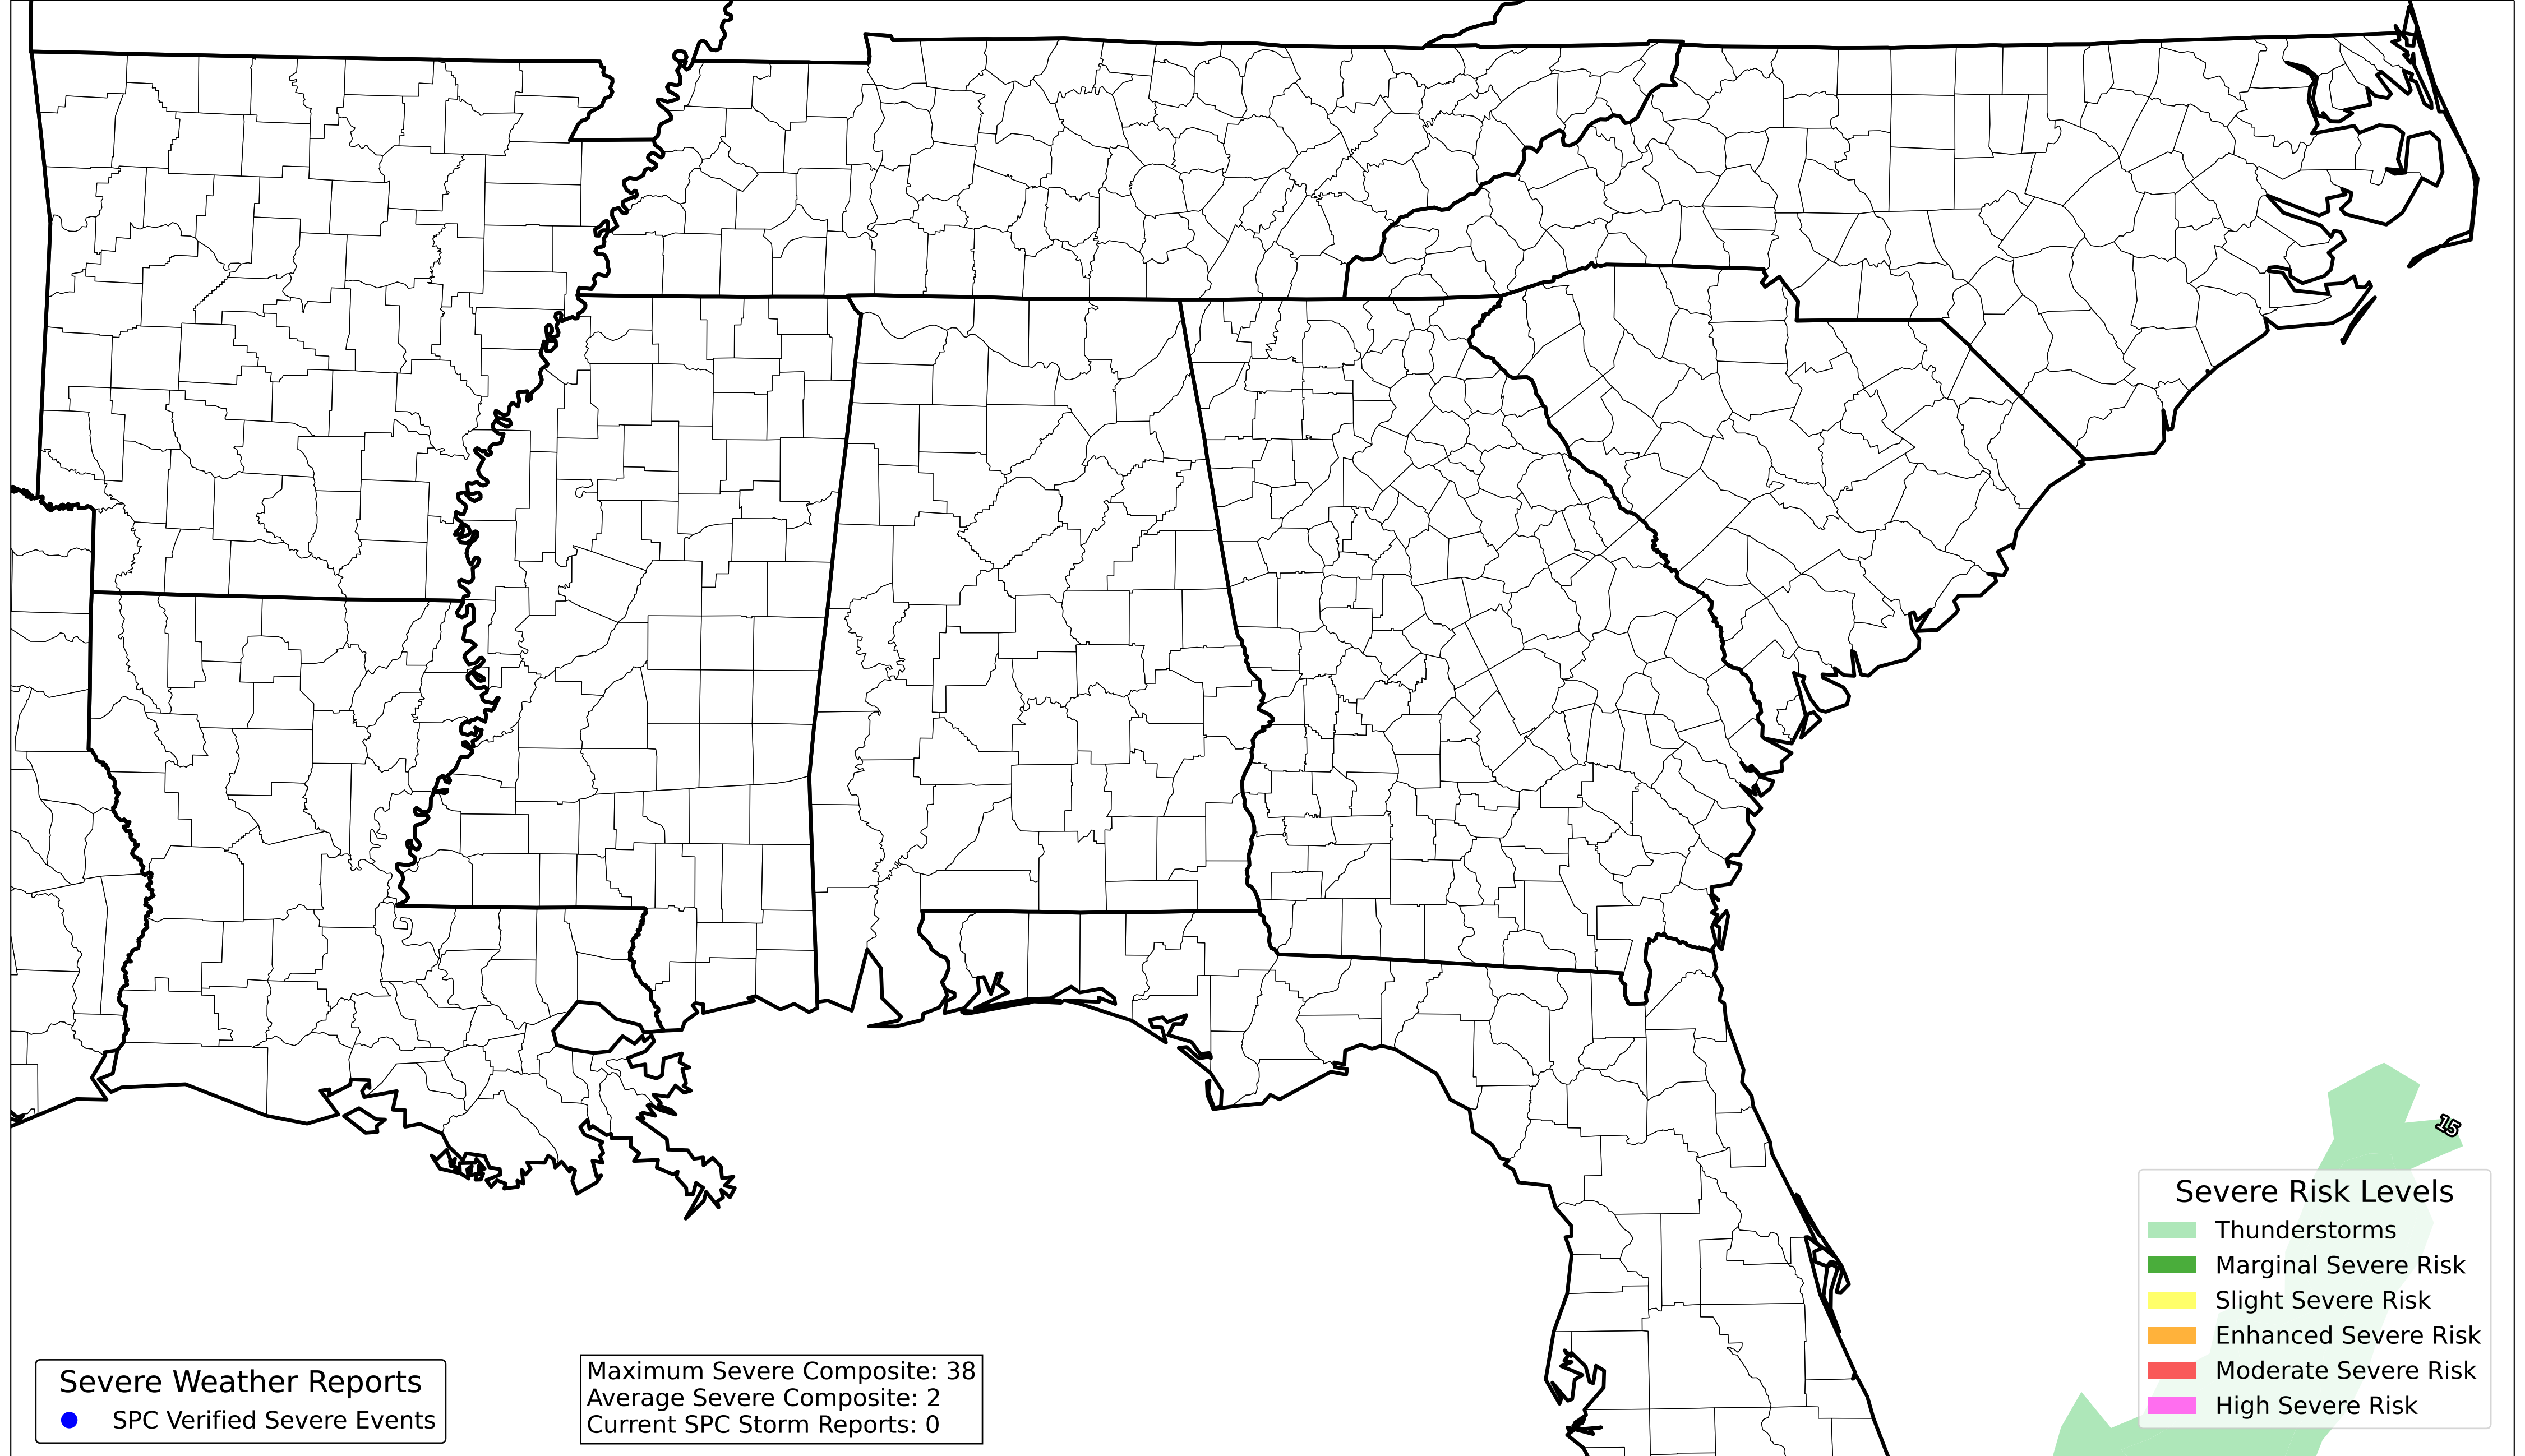 15
Severe Risk Levels
Thunderstorms
Marginal Severe Risk
Slight Severe Risk
Enhanced Severe Risk
Moderate Severe Risk
High Severe Risk
Severe Weather Reports
SPC Verified Severe Events
Maximum Severe Composite: 38
Average Severe Composite: 2
Current SPC Storm Reports: 0